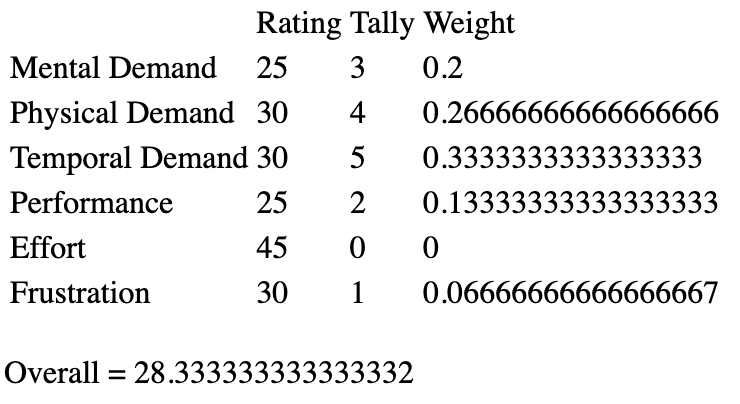 Rating Tally Weight
Mental Demand 25 3 0.2
Physical Demand 30 4 0.26666666666666666
Temporal Demand 30 5 0.3333333333333333
Performance 25 2 0.13333333333333333
Effort 45 0 0
Frustration 30 1 0.06666666666666667
Overall = 28.333333333333332